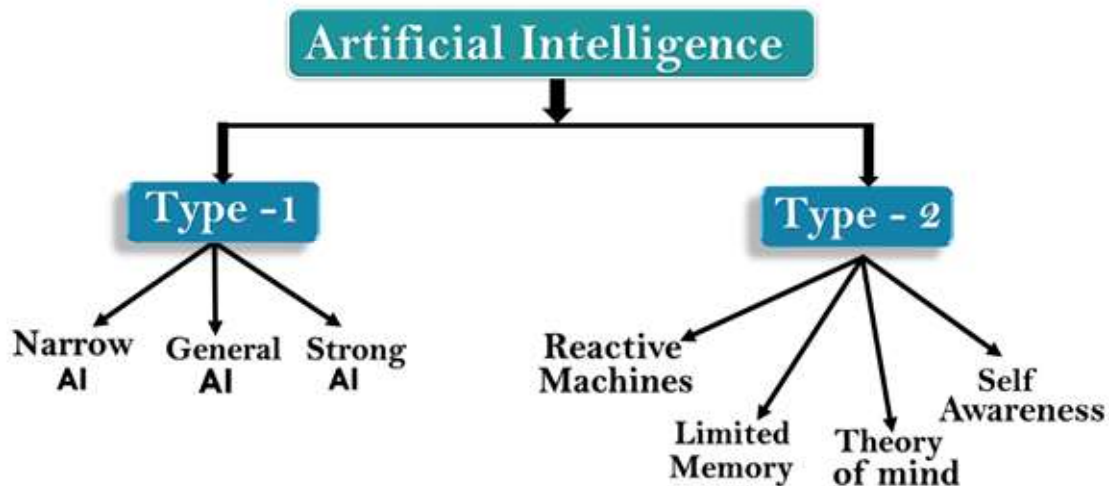 Artificial Intelligence
Type -1
Type - 2
Narrow
AI
General
AI
Strong
AI
Reactive
Machines
Limited
Memory
Theory
of mind
Self
Awareness